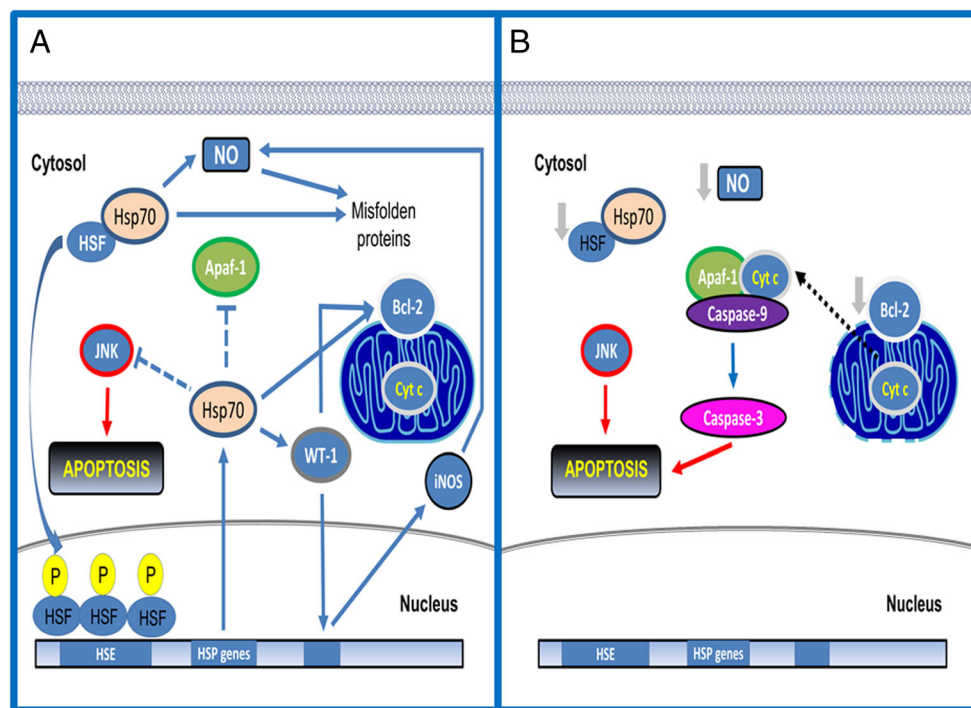 A
Cytosol
NO
Hsp70
HSF
Misfolden
proteins
Apaf-1
Bcl-2
JNK
Cyt c
Hsp70
WT-1
iNOS
APOPTOSIS
P
P
P
HSF
HSF
HSF
Nucleus
HSE
HSP genes
B
Cytosol
NO
Hsp70
HSF
Apaf-1
Cyt c
Caspase-9
Bcl-2
JNK
Cyt c
Caspase-3
APOPTOSIS
Nucleus
HSE
HSP genes